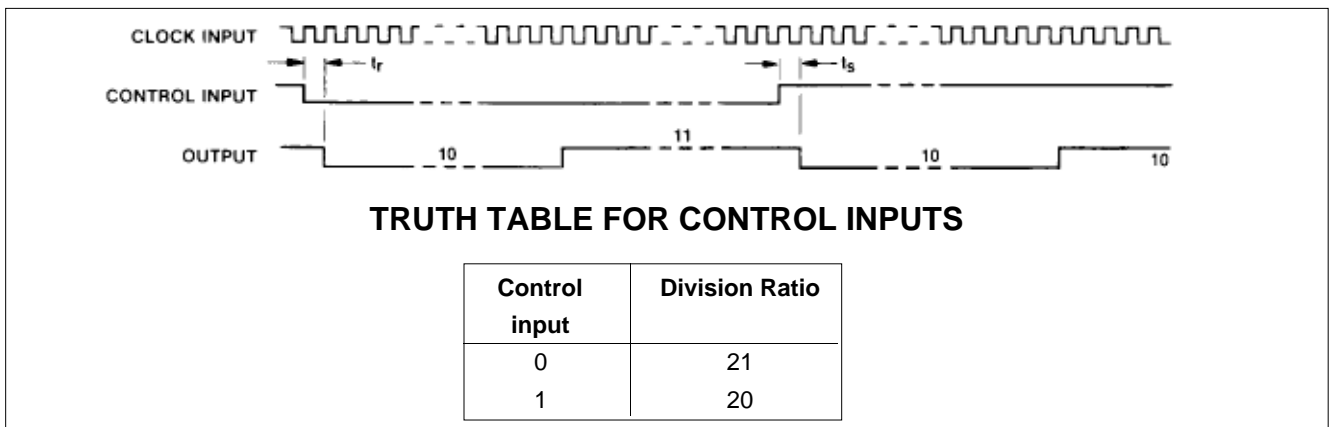 CLOCK INPUT
tr
ts
CONTROL INPUT
11
OUTPUT
10
10
10
TRUTH TABLE FOR CONTROL INPUTS
Control input
Division Ratio
0 21
1 20